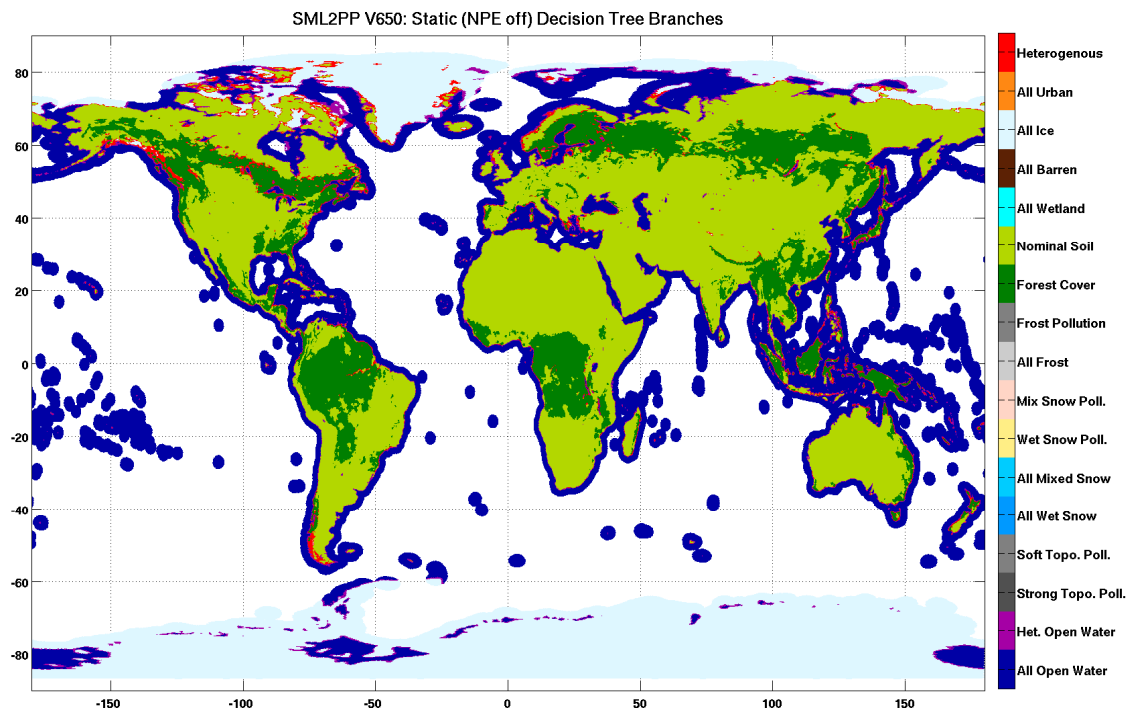 SML2PP V650: Static (NPE off) Decision Tree Branches
80
60
40
20
0
-20
-40
-60
-80
-150
-100
-50
0
50
100
150
Heterogenous
All Urban
All Ice
All Barren
All Wetland
Nominal Soil
Forest Cover
Frost Pollution
All Frost
Mix Snow Poll.
Wet Snow Poll.
All Mixed Snow
All Wet Snow
Soft Topo. Poll.
Strong Topo. Poll.
Het. Open Water
All Open Water